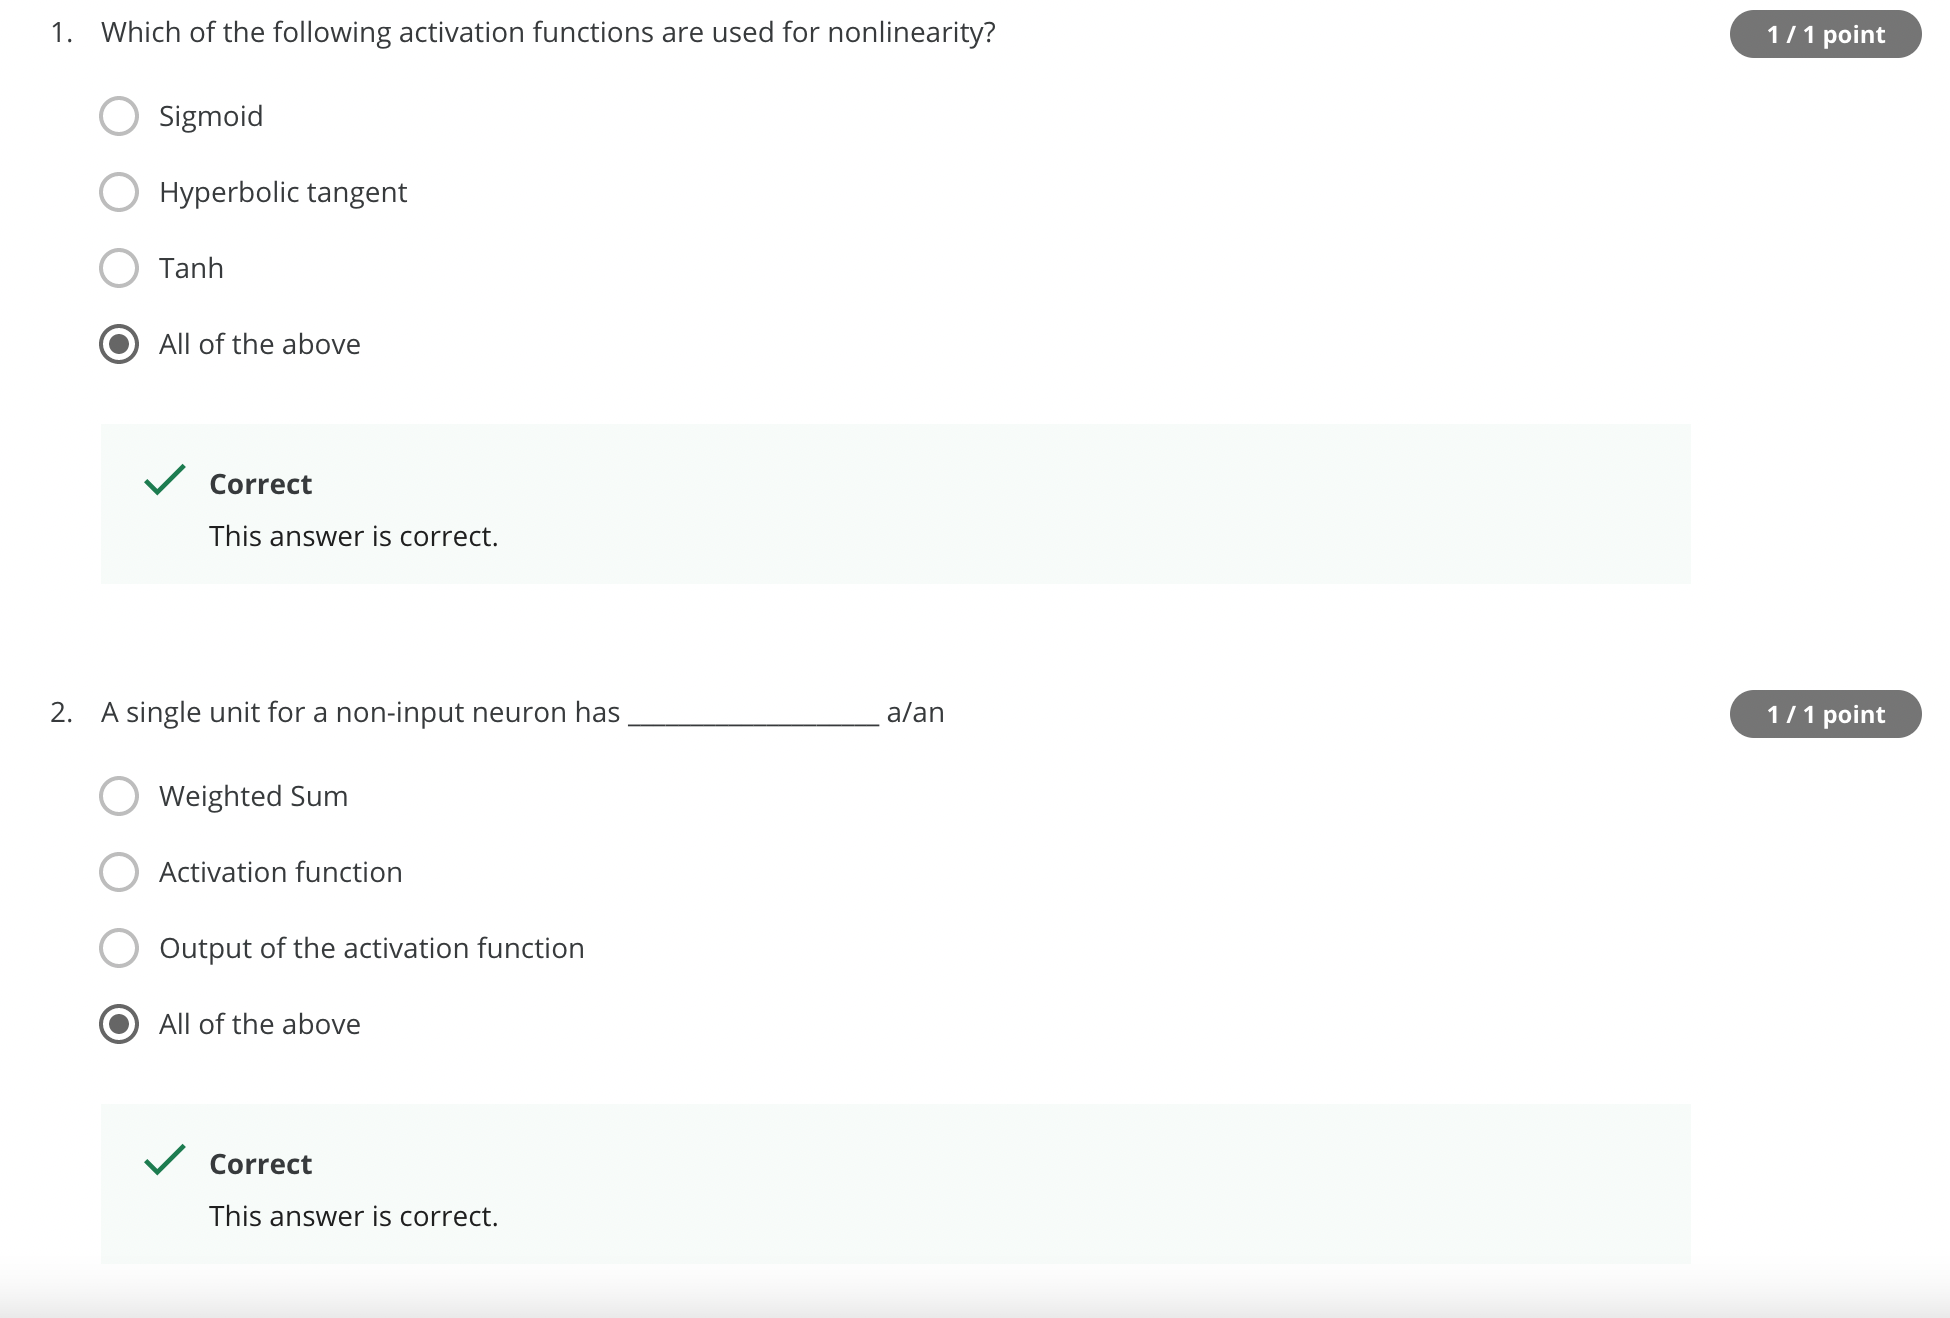 1. Which of the following activation functions are used for nonlinearity?
1 / 1 point
Sigmoid
Hyperbolic tangent
Tanh
All of the above
Correct
This answer is correct.
2. A single unit for a non-input neuron has __________________ a/an
1 / 1 point
Weighted Sum
Activation function
Output of the activation function
All of the above
Correct
This answer is correct.